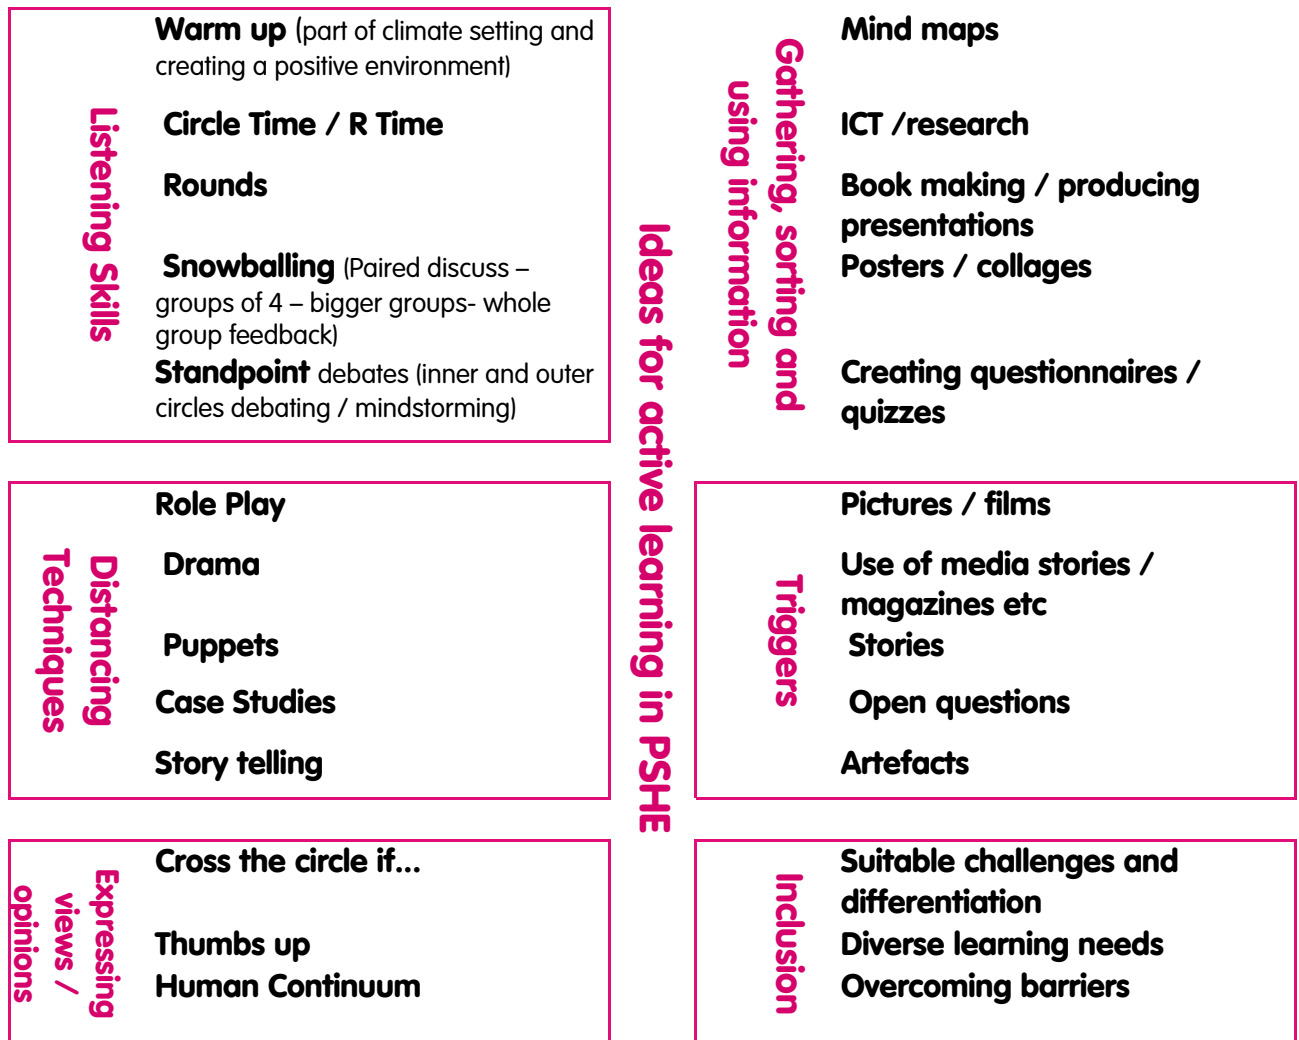 Listening Skills
Warm up (part of climate setting and
creating a positive environment)
Circle Time / R Time
Rounds
Snowballing (Paired discuss –
groups of 4 – bigger groups- whole
group feedback)
Standpoint debates (inner and outer
circles debating / mindstorming)
Distancing
Techniques
Role Play
Drama
Puppets
Case Studies
Story telling
Expressing
views /
opinions
Cross the circle if...
Thumbs up
Human Continuum
Ideas for active learning in PSHE
Gathering, sorting and
using information
Mind maps
ICT /research
Book making / producing
presentations
Posters / collages
Creating questionnaires /
quizzes
Triggers
Pictures / films
Use of media stories /
magazines etc
Stories
Open questions
Artefacts
Inclusion
Suitable challenges and
differentiation
Diverse learning needs
Overcoming barriers